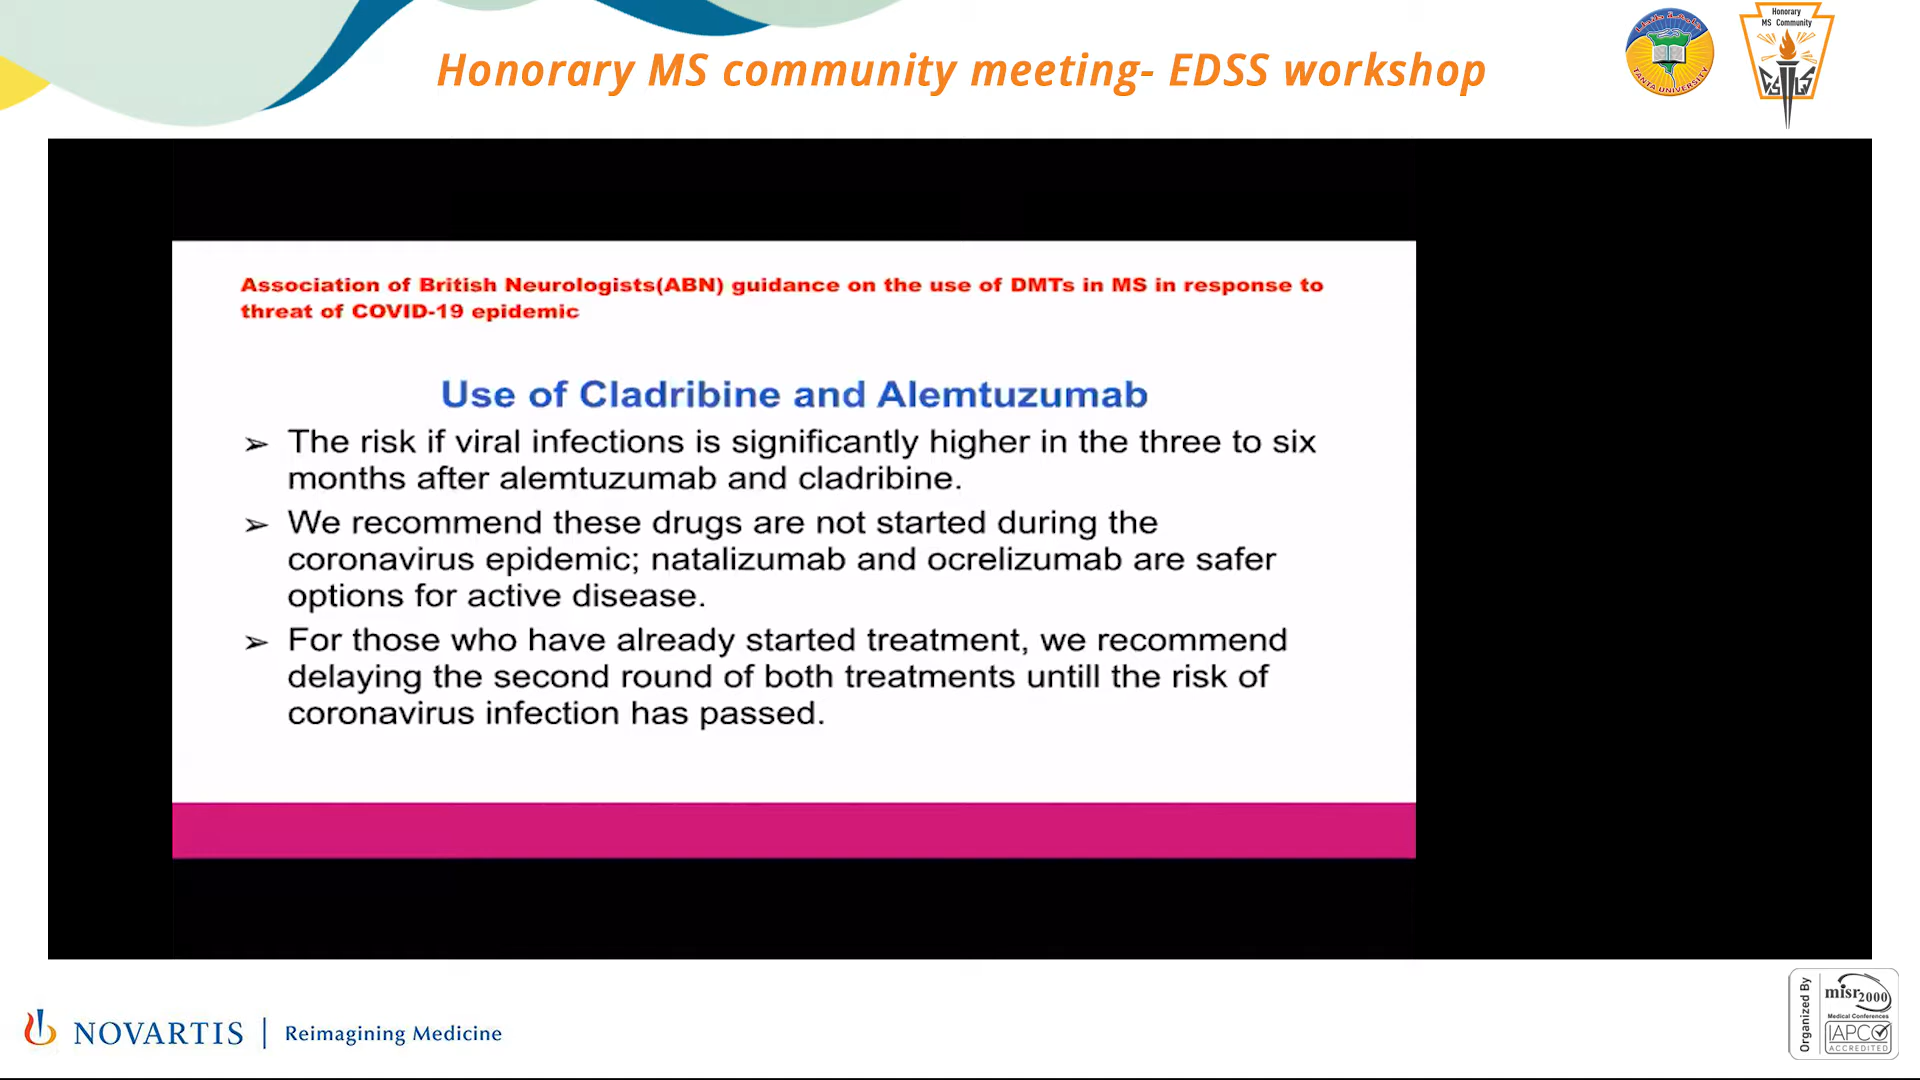 Honorary MS community meeting- EDSS workshop
Honorary
MS Community
TANTA UNIVERSITY
Association of British Neurologists(ABN) guidance on the use of DMTs in MS in response to
threat of COVID-19 epidemic
Use of Cladribine and Alemtuzumab
➢ The risk if viral infections is significantly higher in the three to six
months after alemtuzumab and cladribine.
➢ We recommend these drugs are not started during the
coronavirus epidemic; natalizumab and ocrelizumab are safer
options for active disease.
➢ For those who have already started treatment, we recommend
delaying the second round of both treatments untill the risk of
coronavirus infection has passed.
NOVARTIS | Reimagining Medicine
Organized By
misr2000
Medical Conferences
IAPCO
ACCREDITED